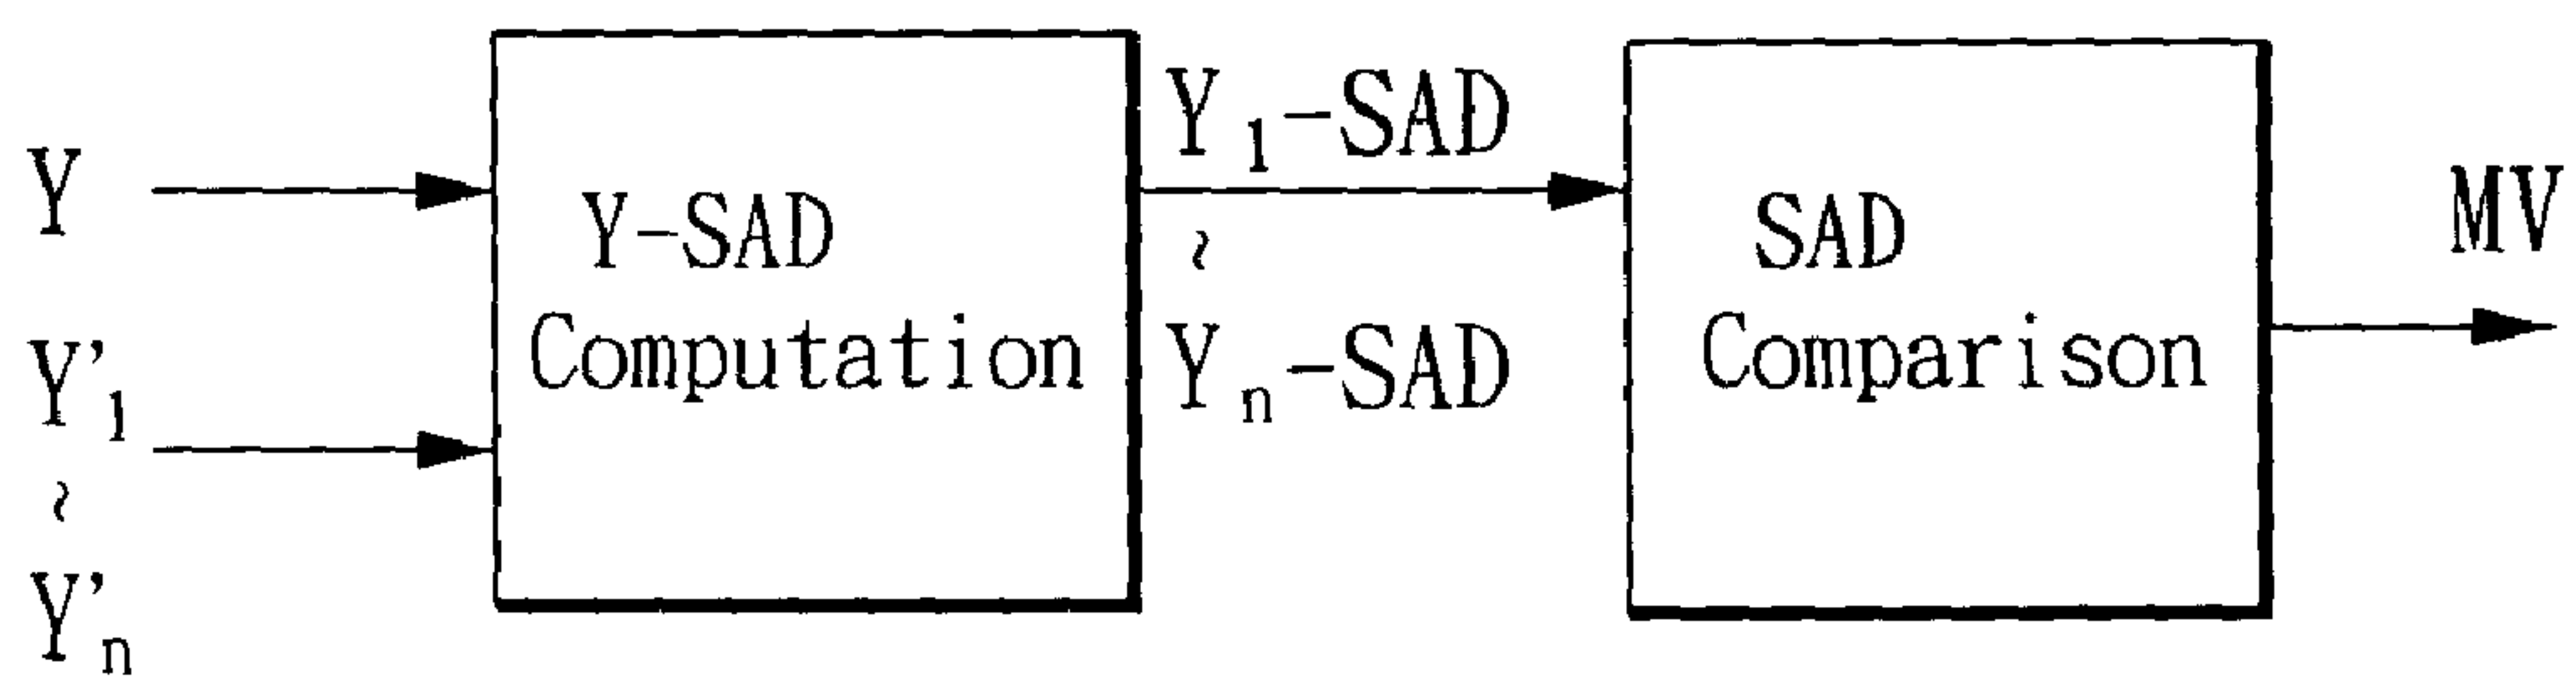 Y
Y'₁
~
Y'ₙ
Y-SAD
Computation
Y₁-SAD
~
Yₙ-SAD
SAD
Comparison
MV